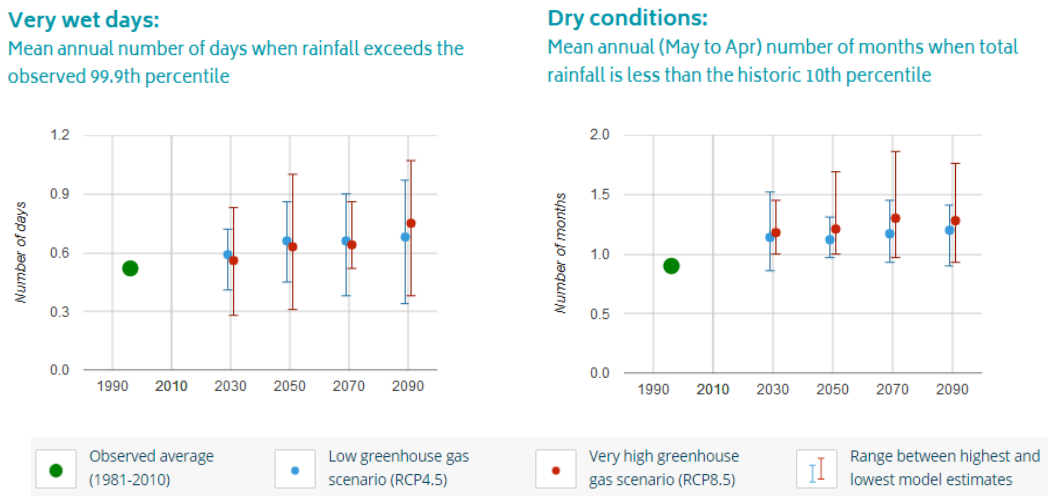 Very wet days:
Mean annual number of days when rainfall exceeds the
observed 99.9th percentile
1.2
0.9
0.6
0.3
0.0
Number of days
1990 2010 2030 2050 2070 2090
Dry conditions:
Mean annual (May to Apr) number of months when total
rainfall is less than the historic 10th percentile
2.0
1.5
1.0
0.5
0.0
Number of months
1990 2010 2030 2050 2070 2090
Observed average
(1981-2010)
Low greenhouse gas
scenario (RCP4.5)
Very high greenhouse
gas scenario (RCP8.5)
Range between highest and
lowest model estimates